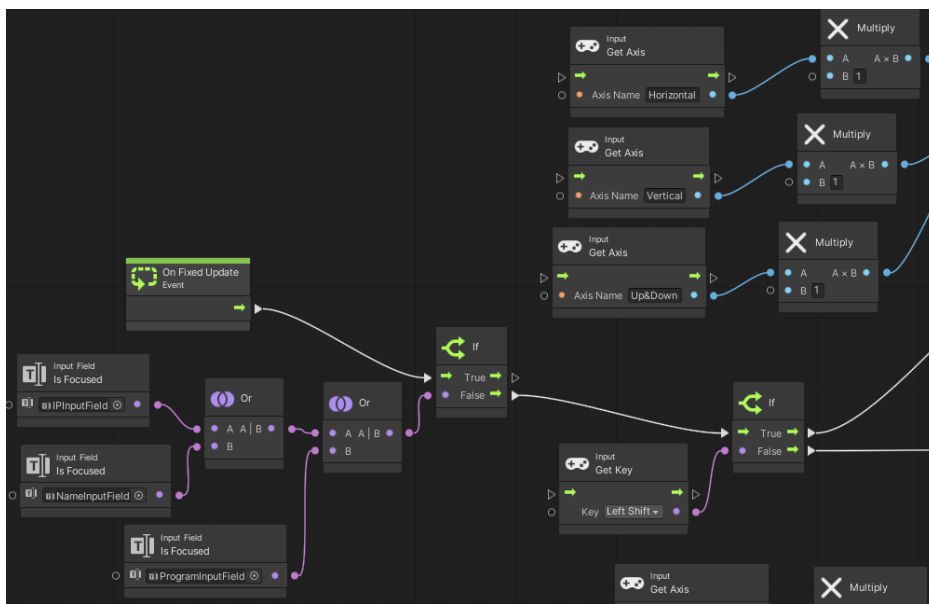 Input
Get Axis
Axis Name Horizontal
Multiply
A A × B
B 1
Input
Get Axis
Axis Name Vertical
Multiply
A A × B
B 1
Input
Get Axis
Axis Name Up&Down
Multiply
A A × B
B 1
On Fixed Update
Event
If
True
False
Input Field
Is Focused
IPInputField
Or
A A | B
B
Or
A A | B
B
Input Field
Is Focused
NameInputField
Input Field
Is Focused
ProgramInputField
If
True
False
Input
Get Key
Key Left Shift
Input
Get Axis
Multiply